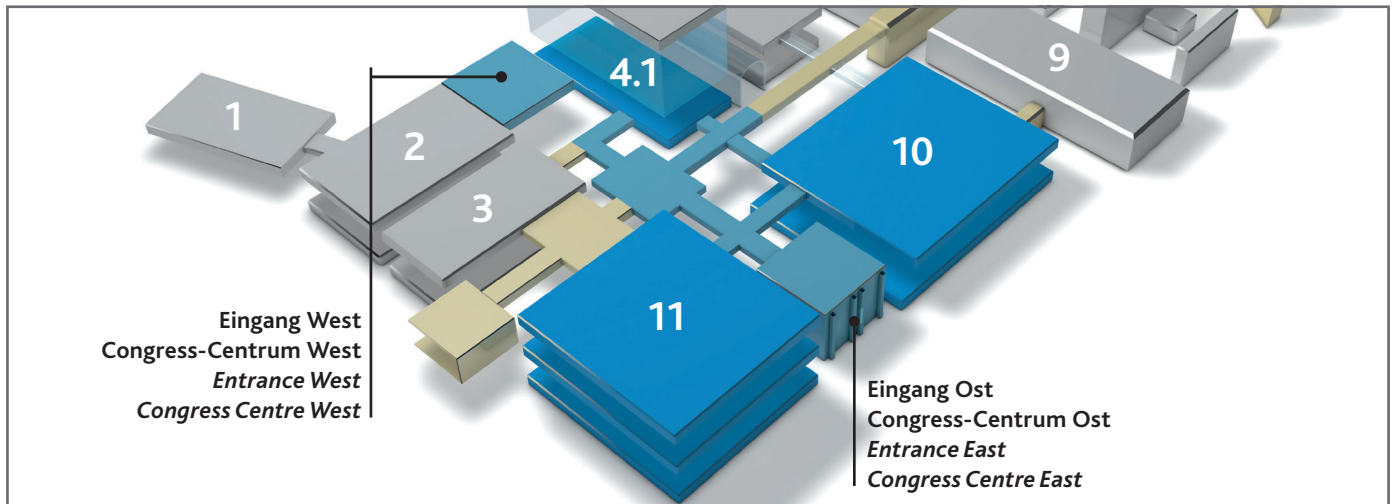 1
2
3
4.1
9
10
11
Eingang West
Congress-Centrum West
Entrance West
Congress Centre West
Eingang Ost
Congress-Centrum Ost
Entrance East
Congress Centre East